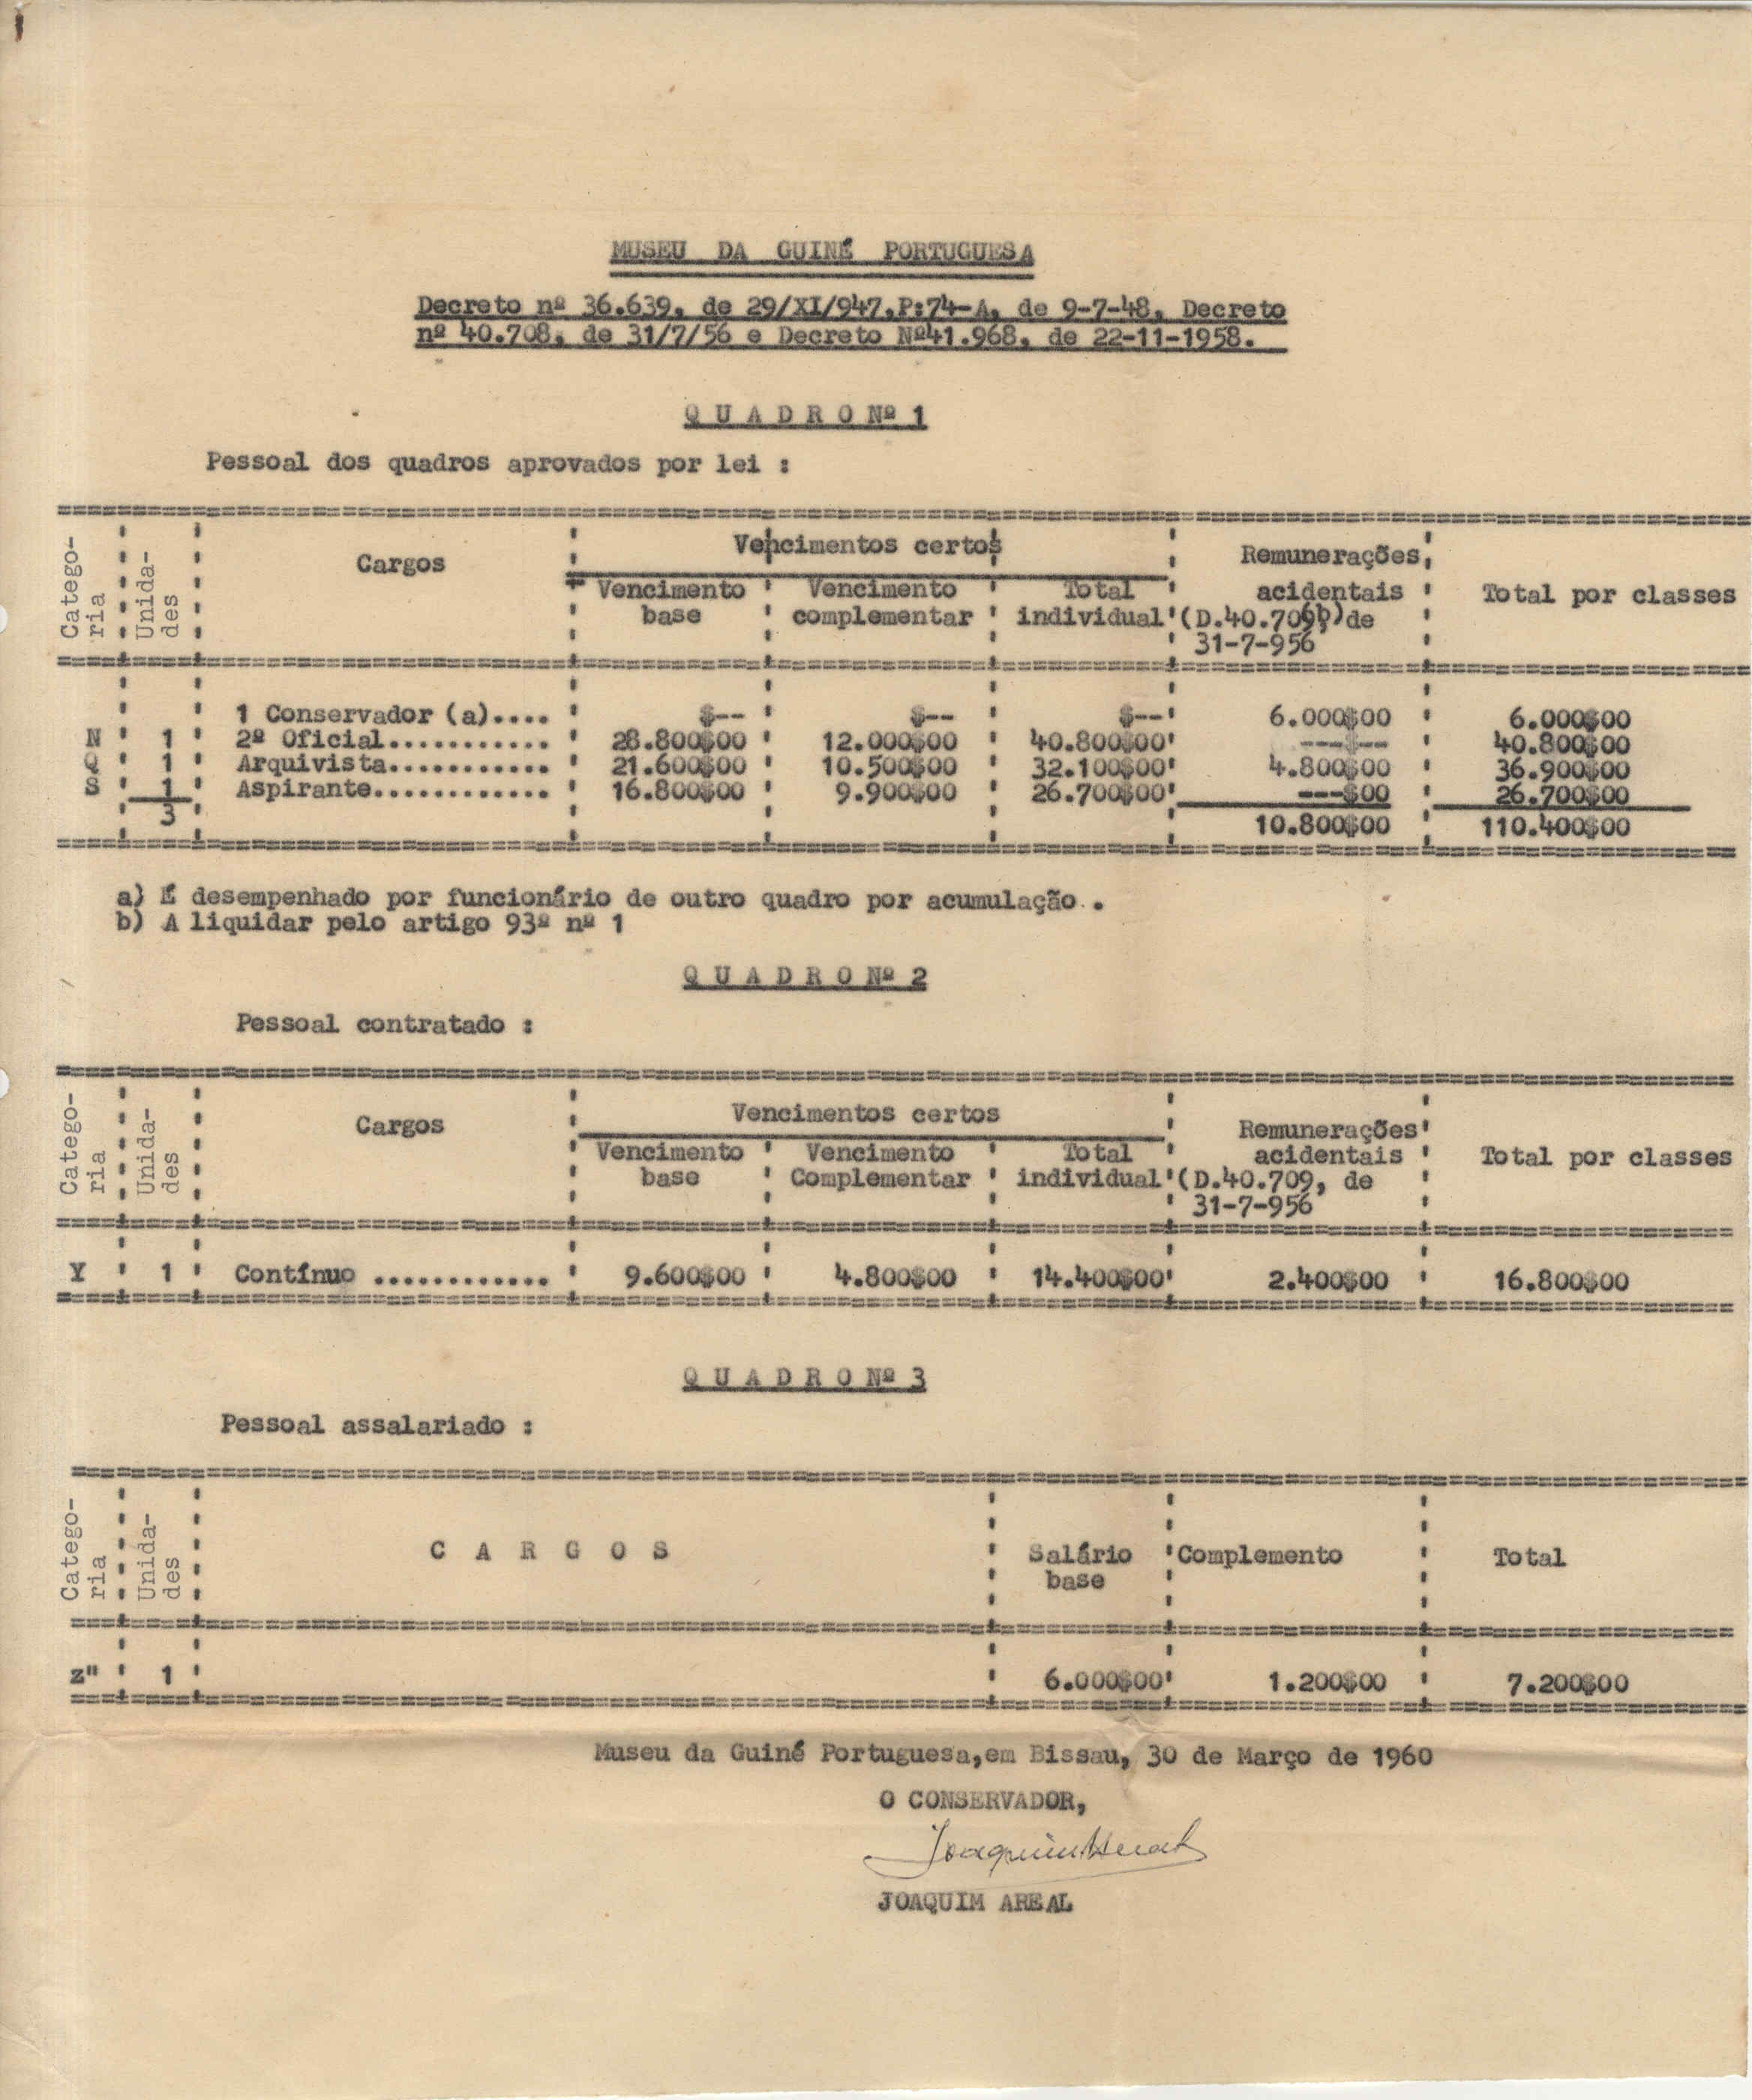 MUSEU DA GUINÉ PORTUGUESA
Decreto nº 36.639, de 29/XI/947,P:74-A, de 9-7-48, Decreto
nº 40.708, de 31/7/56 e Decreto Nº41.968, de 22-11-1958.
Q U A D R O Nº 1
Pessoal dos quadros aprovados por lei :
Catego-
ria
Unida-
des
Cargos
Vencimentos certos
Vencimento
base
Vencimento
complementar
Total
individual
Remunerações
acidentais
(D.40.709 b) de
31-7-956
Total por classes
1 Conservador (a).... $-- $-- $-- 6.000$00 6.000$00
N 1 2º Oficial........... 28.800$00 12.000$00 40.800$00 ---$-- 40.800$00
Q 1 Arquivista........... 21.600$00 10.500$00 32.100$00 4.800$00 36.900$00
S 1 Aspirante............ 16.800$00 9.900$00 26.700$00 ---$00 26.700$00
3 10.800$00 110.400$00
a) É desempenhado por funcionário de outro quadro por acumulação .
b) A liquidar pelo artigo 93º nº 1
Q U A D R O Nº 2
Pessoal contratado :
Catego-
ria
Unida-
des
Cargos
Vencimentos certos
Vencimento
base
Vencimento
Complementar
Total
individual
Remunerações
acidentais
(D.40.709, de
31-7-956
Total por classes
Y 1 Contínuo ............ 9.600$00 4.800$00 14.400$00 2.400$00 16.800$00
Q U A D R O Nº 3
Pessoal assalariado :
Catego-
ria
Unida-
des
C A R G O S
Salário
base
Complemento
Total
z" 1 6.000$00 1.200$00 7.200$00
Museu da Guiné Portuguesa,em Bissau, 30 de Março de 1960
O CONSERVADOR,
Joaquim Areal
JOAQUIM AREAL